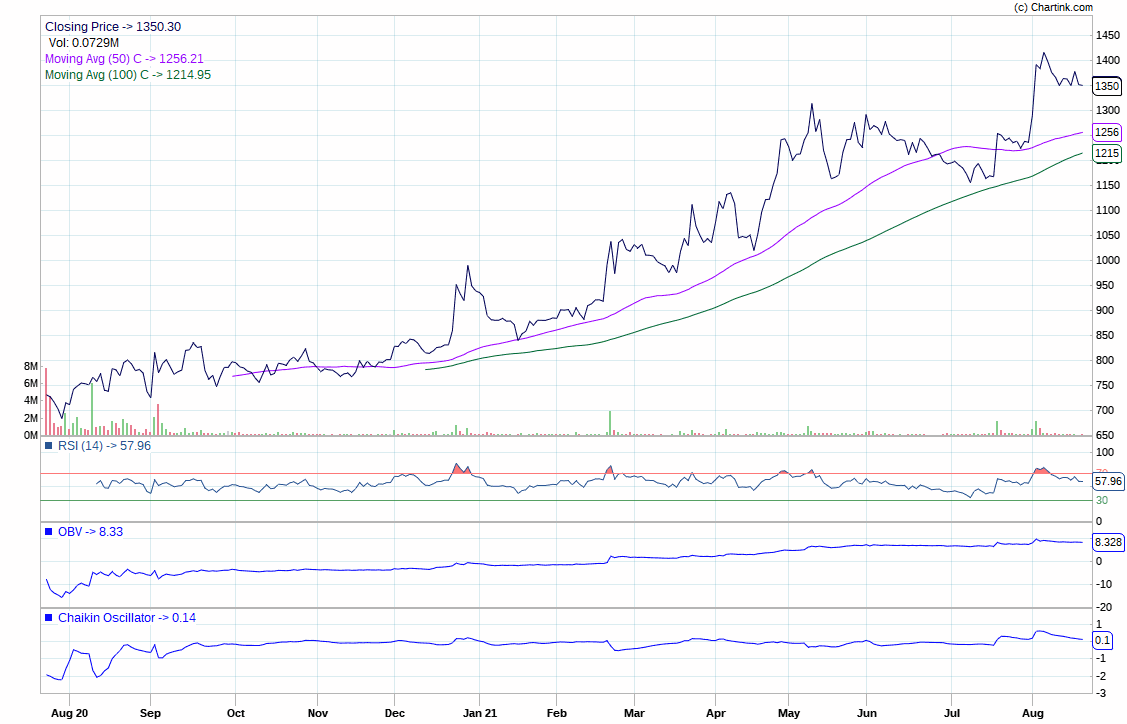 (c) Chartink.com
Closing Price -> 1350.30
Vol: 0.0729M
Moving Avg (50) C -> 1256.21
Moving Avg (100) C -> 1214.95
1450
1400
1350
1300
1256
1215
1150
1100
1050
1000
950
900
850
800
750
700
650
8M
6M
4M
2M
0M
RSI (14) -> 57.96
100
70
57.96
30
0
OBV -> 8.33
8.328
0
-10
-20
Chaikin Oscillator -> 0.14
1
0.1
-1
-2
-3
Aug 20 Sep Oct Nov Dec Jan 21 Feb Mar Apr May Jun Jul Aug